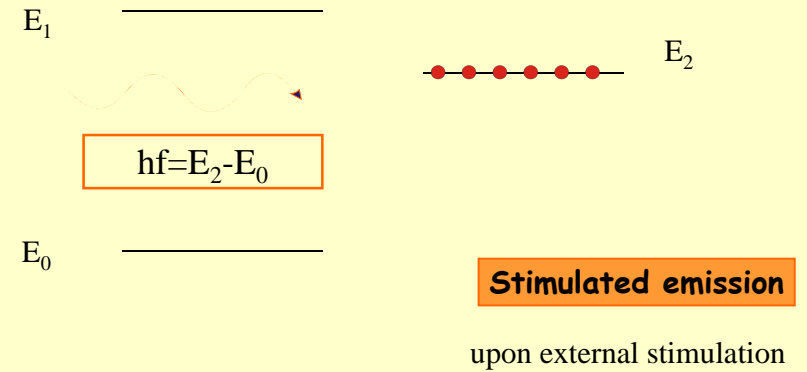 E₁
E₂
hf=E₂-E₀
E₀
Stimulated emission
upon external stimulation